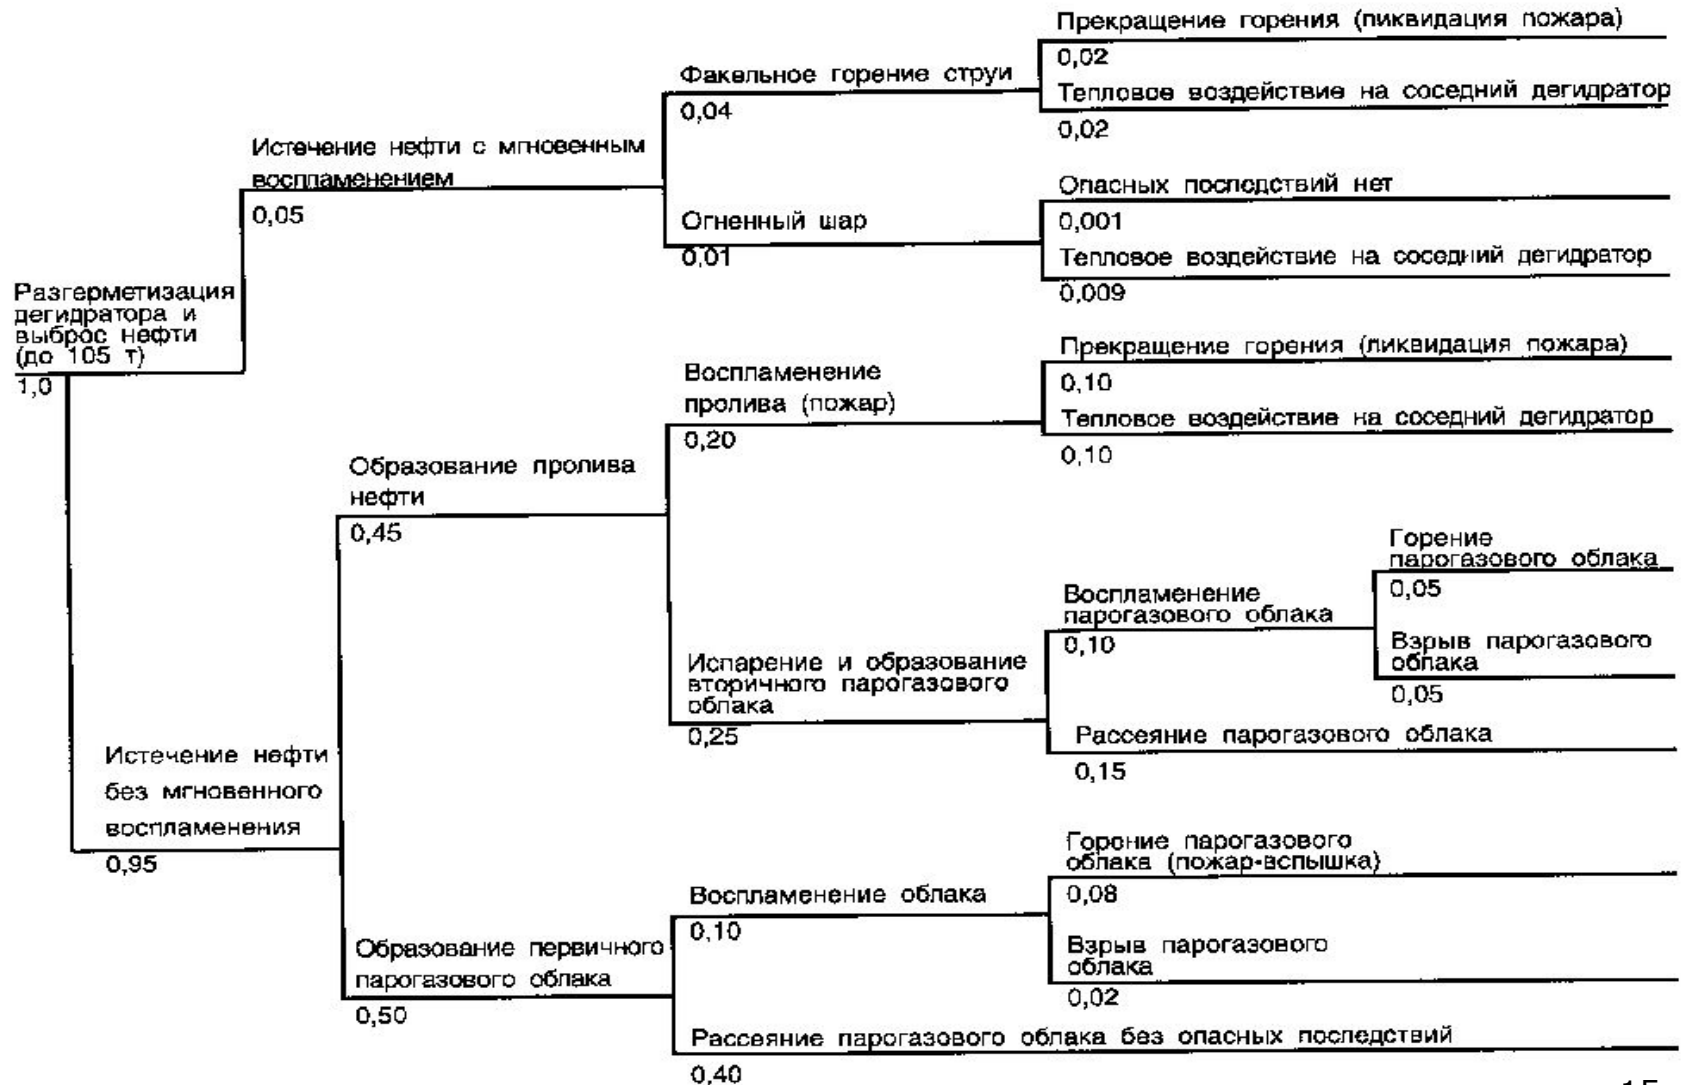 Прекращение горения (ликвидация пожара)
0,02
Факельное горение струи
0,04
Тепловое воздействие на соседний дегидратор
0,02
Истечение нефти с мгновенным
воспламенением
0,05
Опасных последствий нет
0,001
Огненный шар
0,01
Тепловое воздействие на соседний дегидратор
0,009
Разгерметизация
дегидратора и
выброс нефти
(до 105 т)
1,0
Прекращение горения (ликвидация пожара)
0,10
Воспламенение
пролива (пожар)
0,20
Тепловое воздействие на соседний дегидратор
0,10
Образование пролива
нефти
0,45
Горение
парогазового облака
0,05
Воспламенение
парогазового облака
0,10
Взрыв парогазового
облака
0,05
Испарение и образование
вторичного парогазового
облака
0,25
Рассеяние парогазового облака
0,15
Истечение нефти
без мгновенного
воспламенения
0,95
Горение парогазового
облака (пожар-вспышка)
0,08
Воспламенение облака
0,10
Взрыв парогазового
облака
0,02
Образование первичного
парогазового облака
0,50
Рассеяние парогазового облака без опасных последствий
0,40